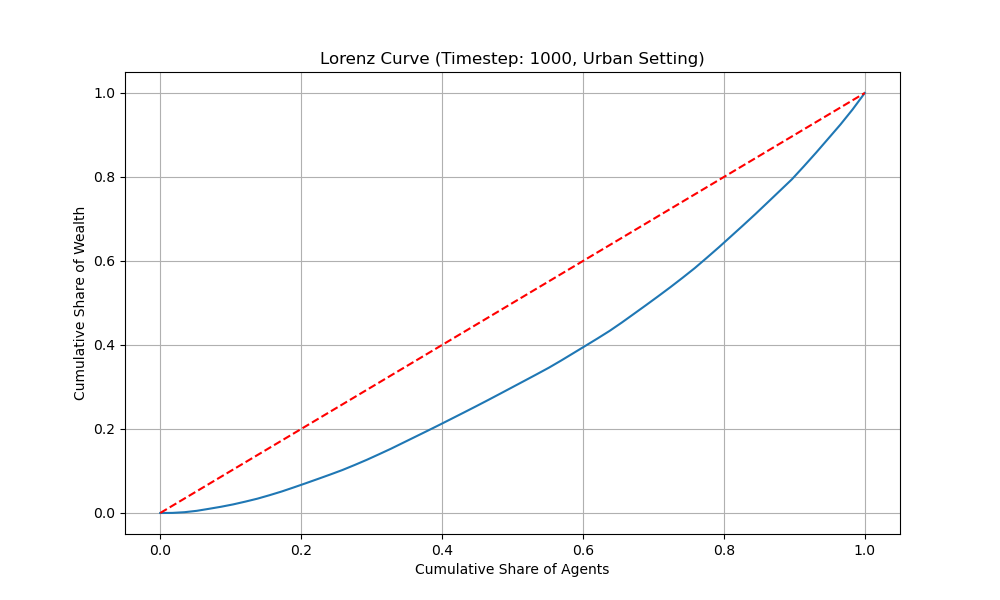 Lorenz Curve (Timestep: 1000, Urban Setting)
Cumulative Share of Wealth
1.0
0.8
0.6
0.4
0.2
0.0
0.0 0.2 0.4 0.6 0.8 1.0
Cumulative Share of Agents